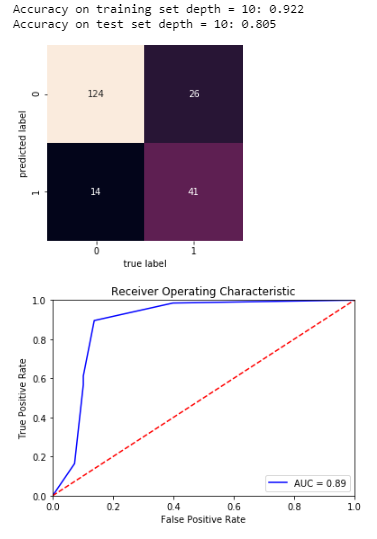 Accuracy on training set depth = 10: 0.922
Accuracy on test set depth = 10: 0.805
predicted label
0
124
26
1
14
41
0
1
true label
Receiver Operating Characteristic
True Positive Rate
1.0
0.8
0.6
0.4
0.2
0.0
AUC = 0.89
0.0
0.2
0.4
0.6
0.8
1.0
False Positive Rate